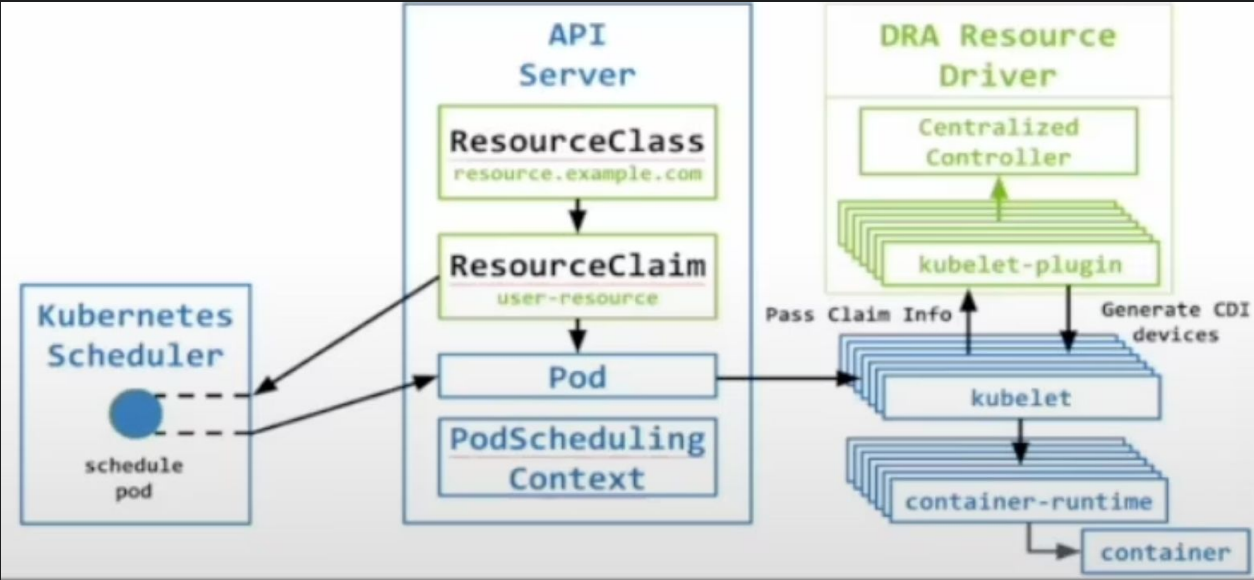 API
Server
ResourceClass
resource.example.com
ResourceClaim
user-resource
Pod
PodScheduling
Context
Kubernetes
Scheduler
schedule
pod
DRA Resource
Driver
Centralized
Controller
kubelet-plugin
Pass Claim Info
Generate CDI
devices
kubelet
container-runtime
container